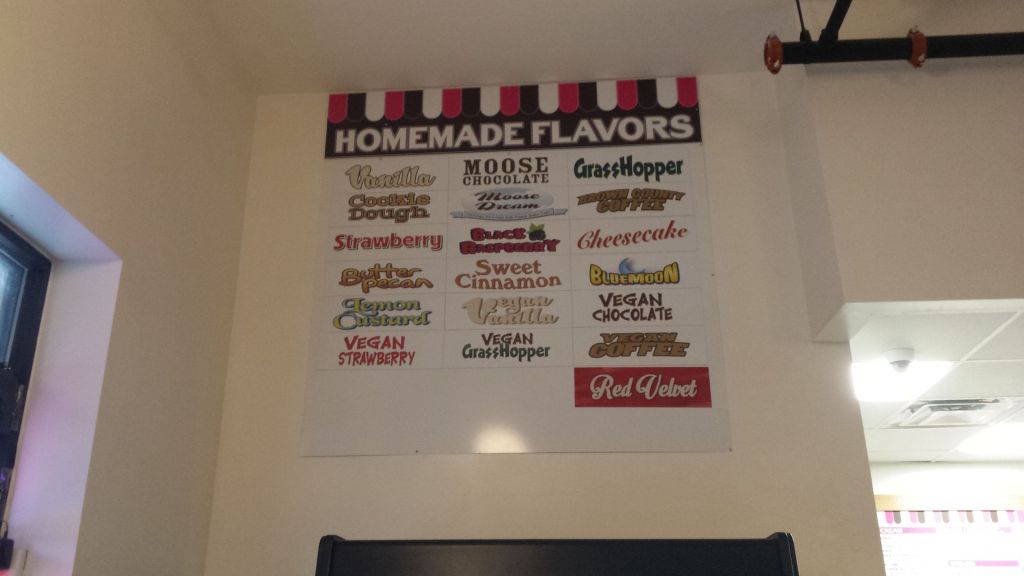 HOMEMADE FLAVORS
Vanilla
MOOSE
CHOCOLATE
GrassHopper
Cookie
Dough
Moose
Dream
BROWN COUNTY
COFFEE
Strawberry
BLACK
RASPBERRY
Cheesecake
Butter
Pecan
Sweet
Cinnamon
BLUEMOON
Lemon
Custard
Vegan
Vanilla
VEGAN
CHOCOLATE
VEGAN
STRAWBERRY
VEGAN
GrassHopper
VEGAN
COFFEE
Red Velvet